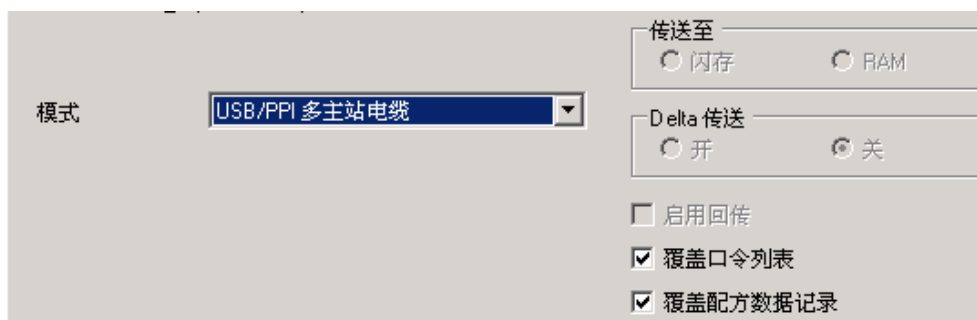 传送至
闪存 RAM
模式 USB/PPI 多主站电缆
Delta 传送
开 关
启用回传
覆盖口令列表
覆盖配方数据记录